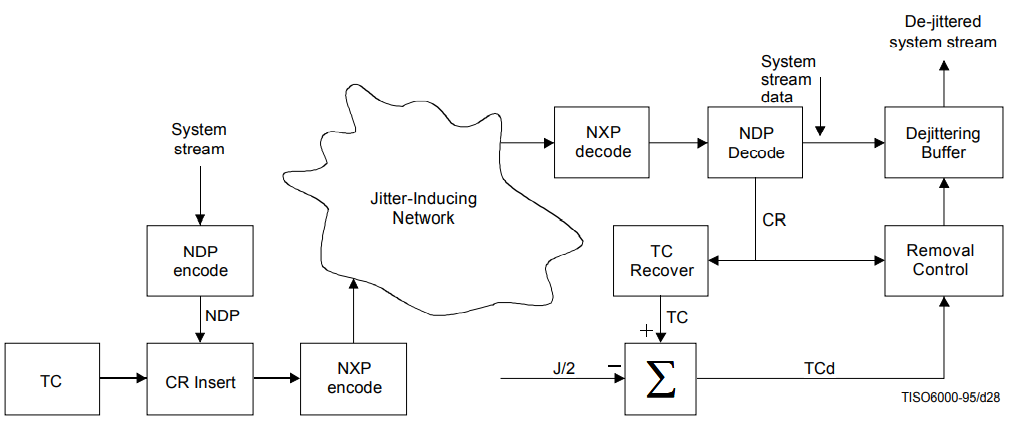 De-jittered
system stream
System
stream
data
System
stream
NXP
decode
NDP
Decode
Dejittering
Buffer
Jitter-Inducing
Network
CR
NDP
encode
TC
Recover
Removal
Control
NDP
TC
+
TC
CR Insert
NXP
encode
J/2
−
Σ
TCd
TISO6000-95/d28